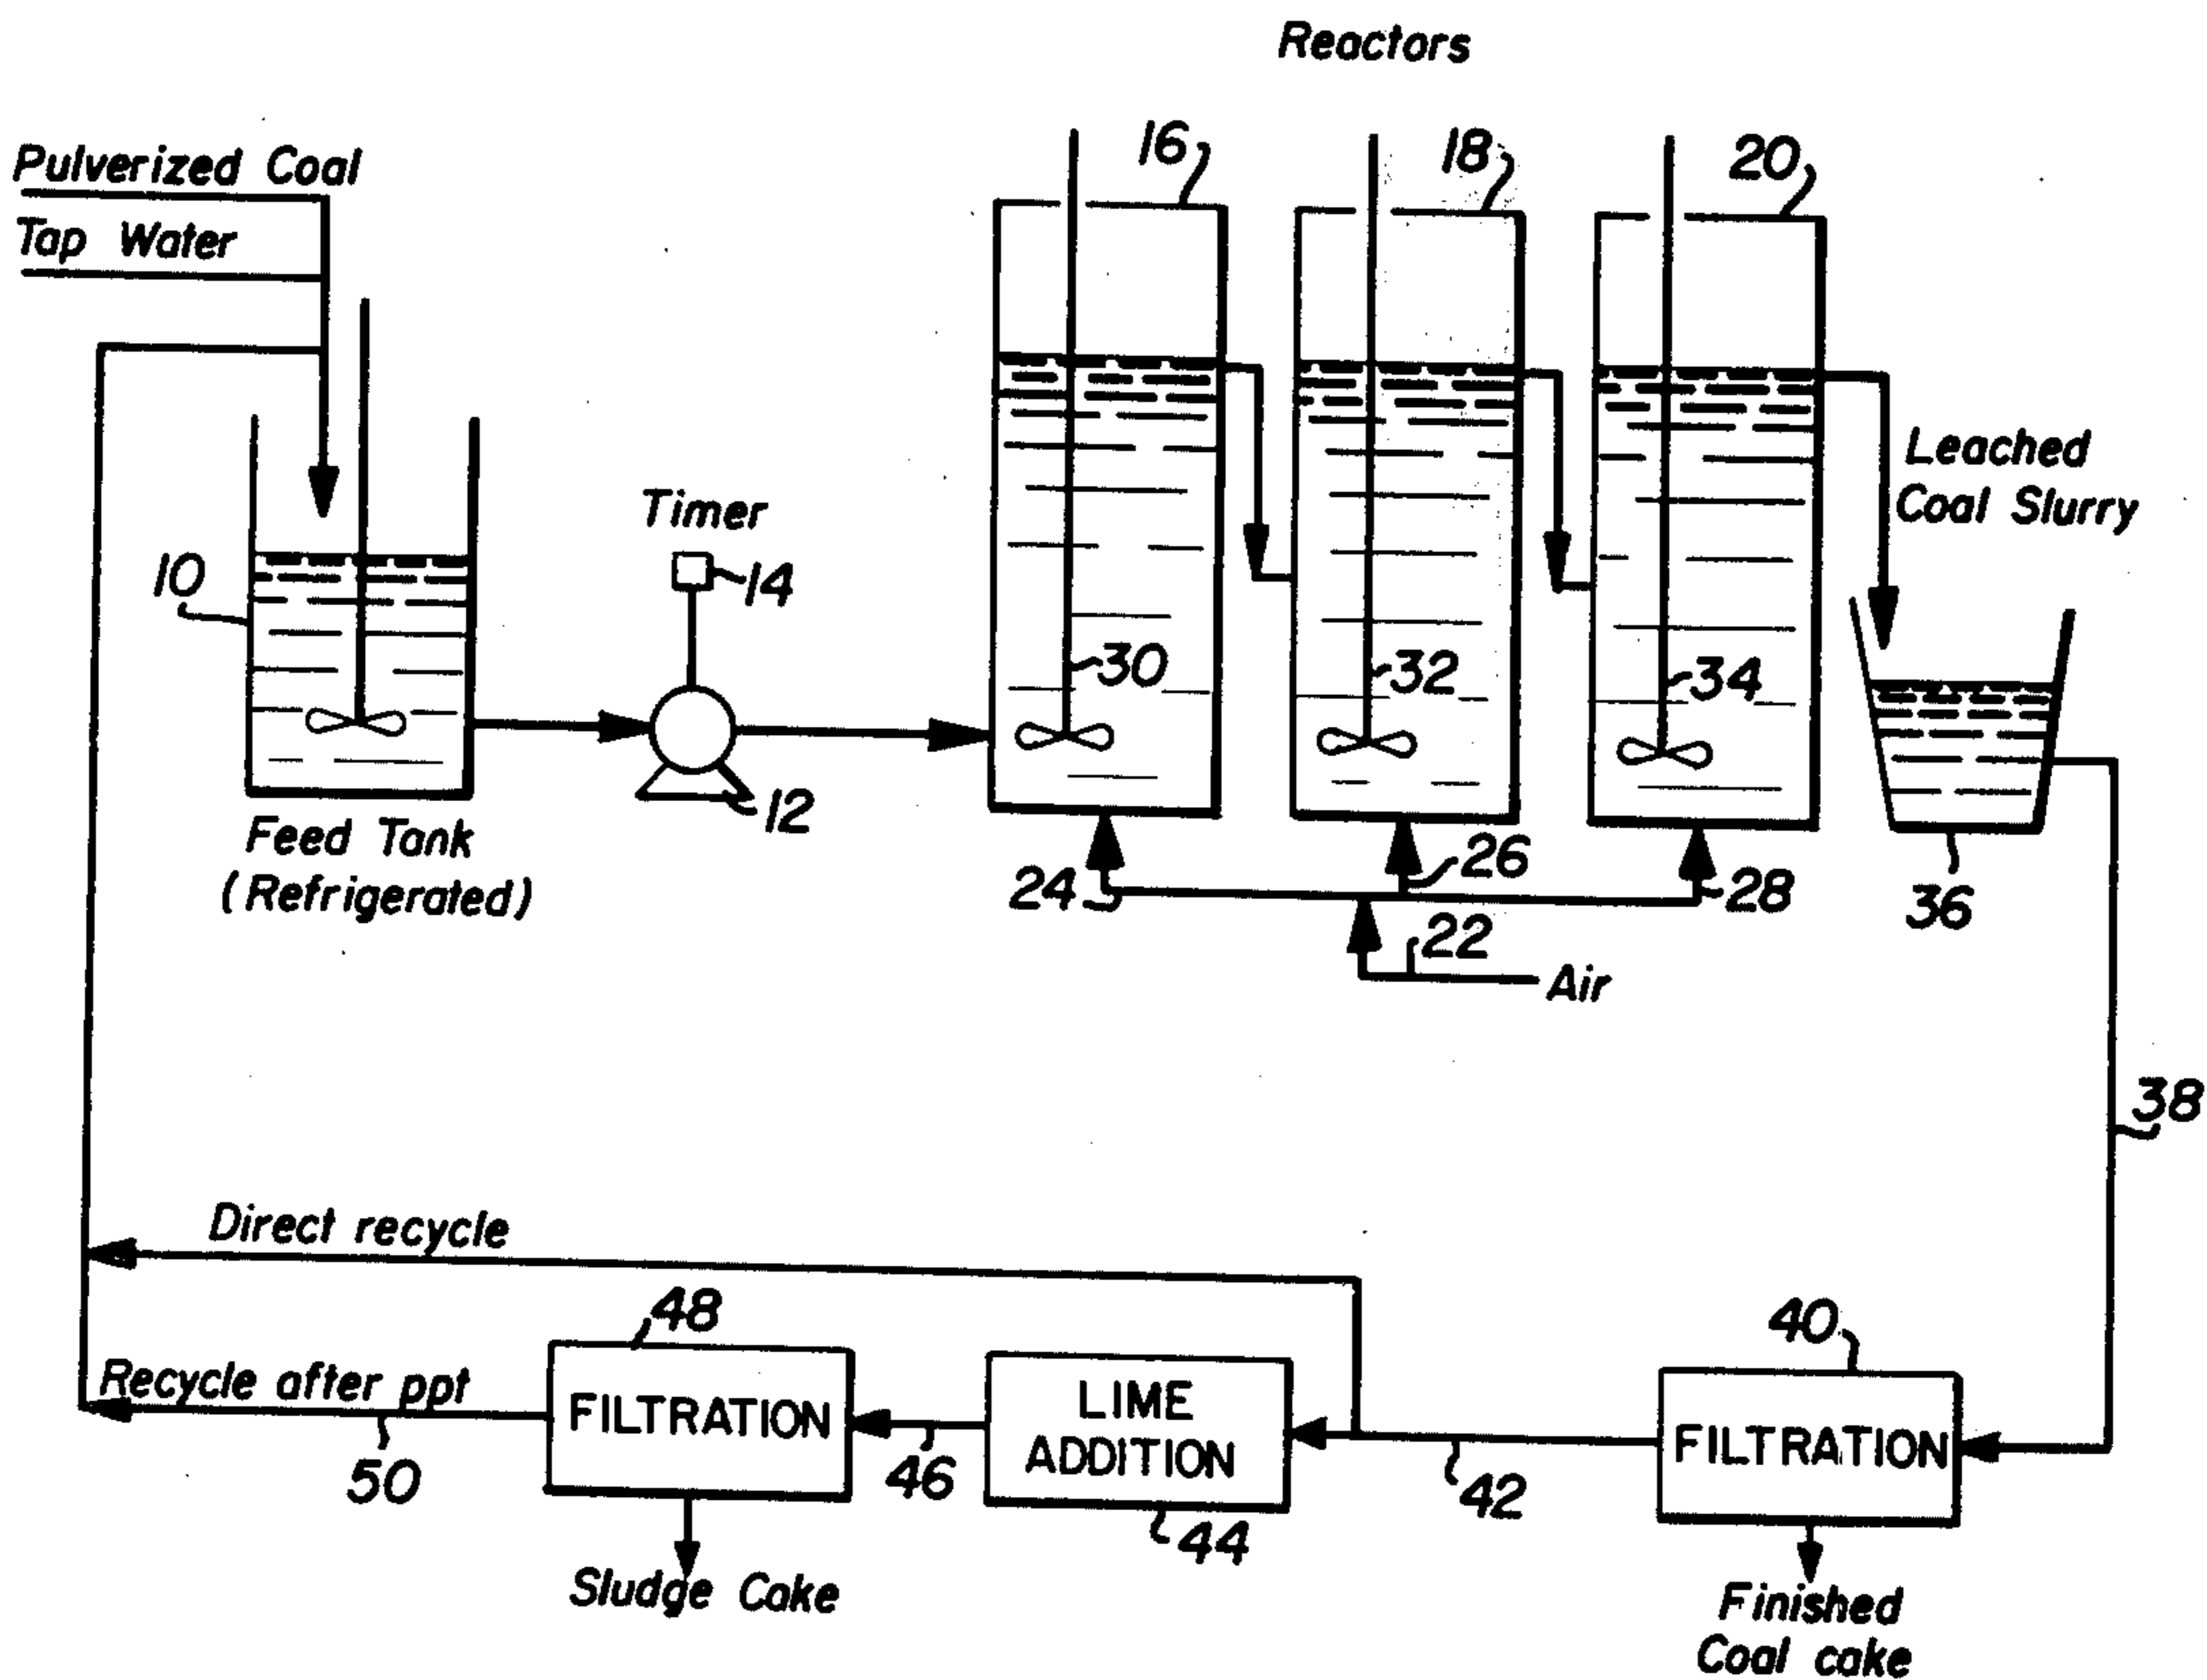 Reactors
Pulverized Coal
Tap Water
16
18
20
Leached
Coal Slurry
Timer
10
14
30
32
34
12
Feed Tank
(Refrigerated)
24
26
28
36
22
Air
38
Direct recycle
48
40
Recycle after ppt
FILTRATION
LIME
ADDITION
FILTRATION
50
46
42
44
Sludge Cake
Finished
Coal cake